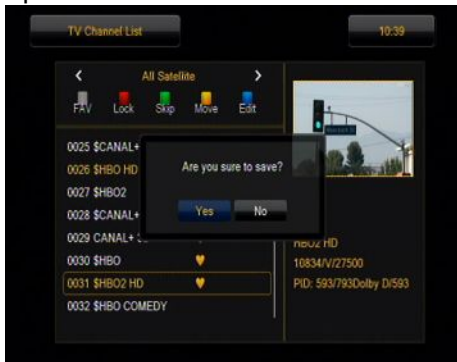 TV Channel List
10:39
All Satellite
FAV Lock Skip Move Edit
0025 $CANAL+
0026 $HBO HD
0027 $HBO2
0028 $CANAL+
0029 CANAL+
0030 $HBO
0031 $HBO2 HD
0032 $HBO COMEDY
Are you sure to save?
Yes No
HBO2 HD
10834/V/27500
PID: 593/793Dolby D/593